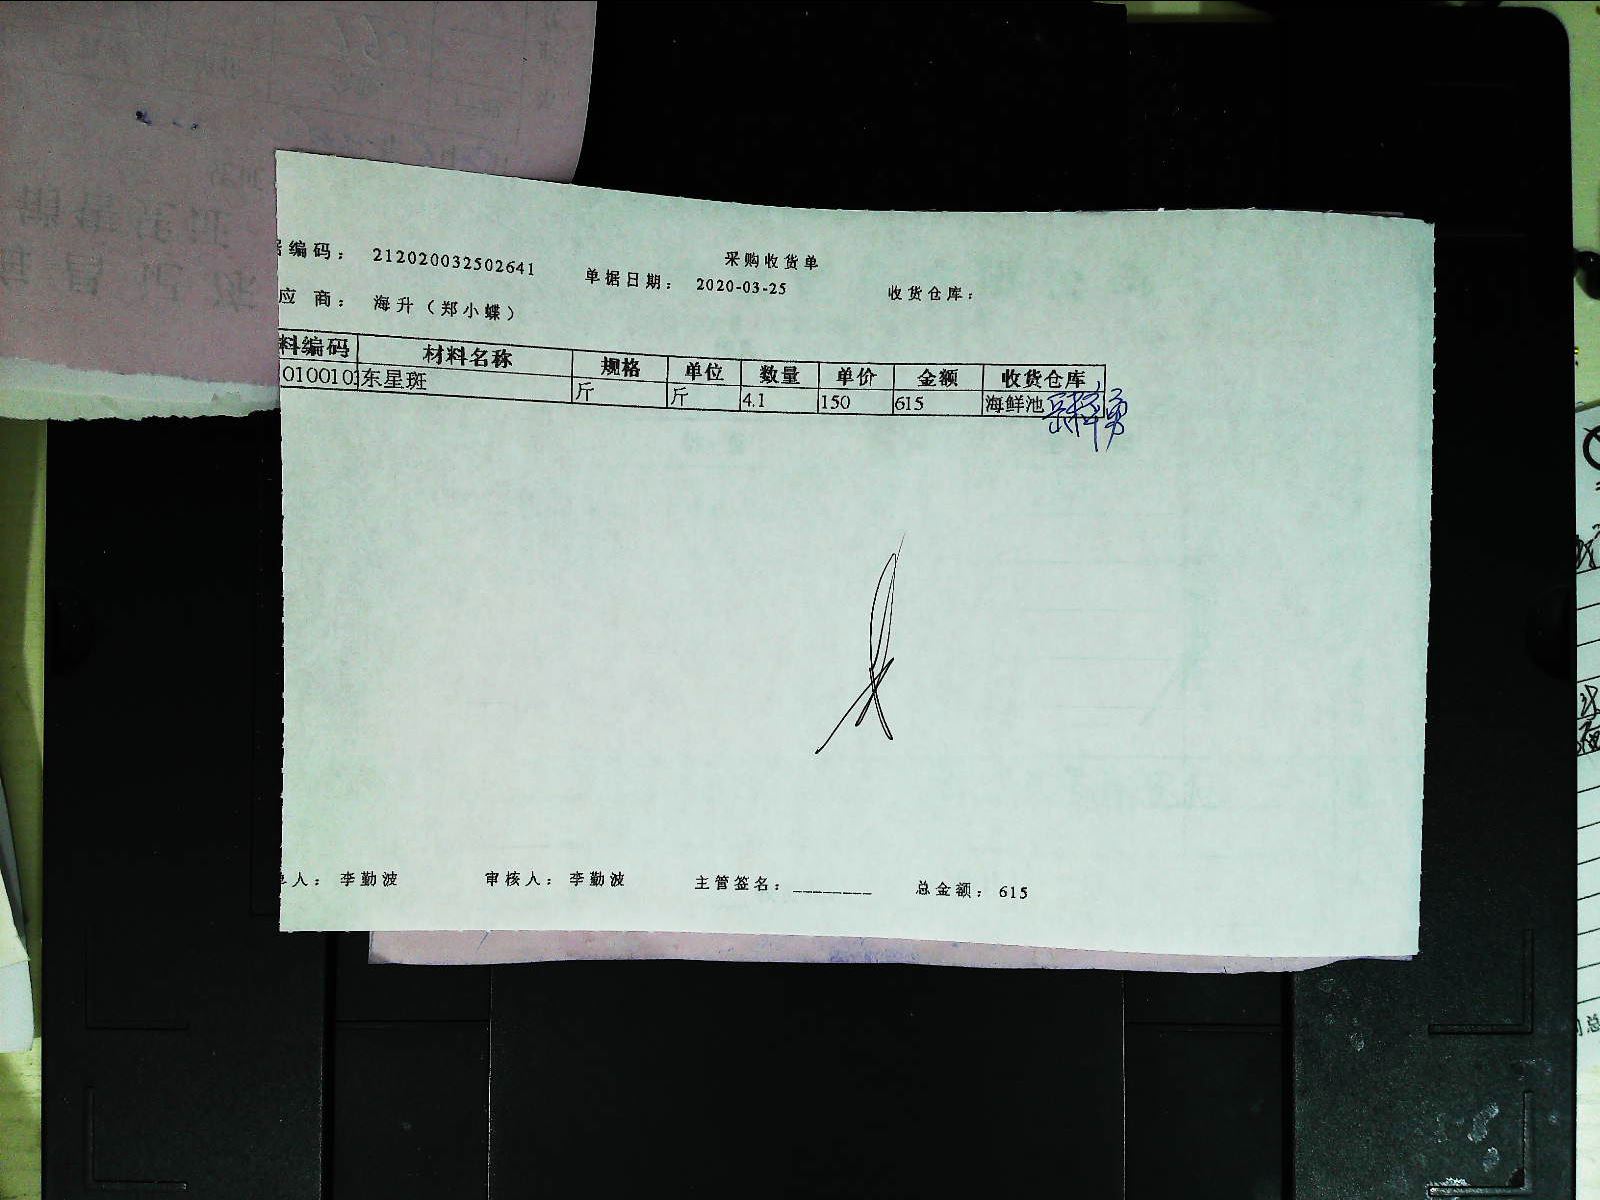 采购收货单
编码： 212020032502641 单据日期： 2020-03-25 收货仓库：
应 商： 海升（郑小蝶）
料编码 材料名称 规格 单位 数量 单价 金额 收货仓库
010010 东星斑 斤 斤 4.1 150 615 海鲜池
人： 李勤波 审核人： 李勤波 主管签名：________ 总金额： 615